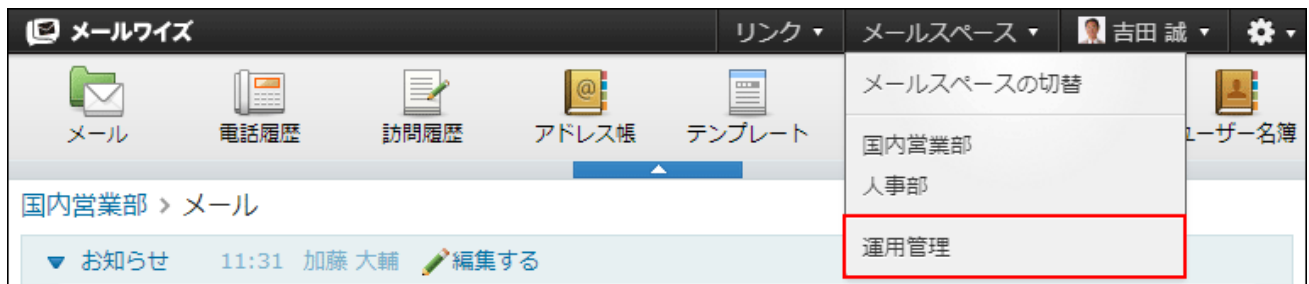 メールワイズ リンク メールスペース 吉田 誠
メールスペースの切替
メール 電話履歴 訪問履歴 アドレス帳 テンプレート ーザー名簿
国内営業部
人事部
国内営業部 > メール
運用管理
お知らせ 11:31 加藤 大輔 編集する